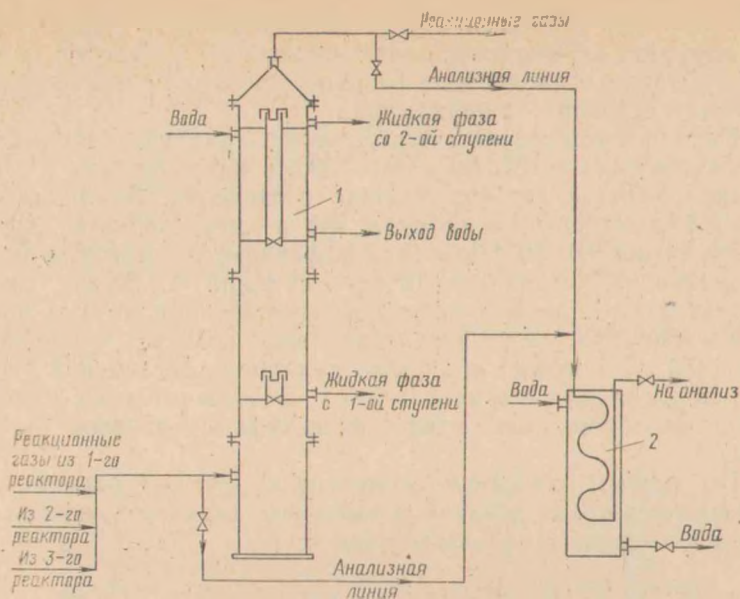 Реакционные газы
Анализная линия
Вода
Жидкая фаза
со 2-ой ступени
1
Выход воды
Жидкая фаза
с 1-ой ступени
Вода
На анализ
2
Реакционные
газы из 1-го
реактора
Из 2-го
реактора
Из 3-го
реактора
Вода
Анализная
линия